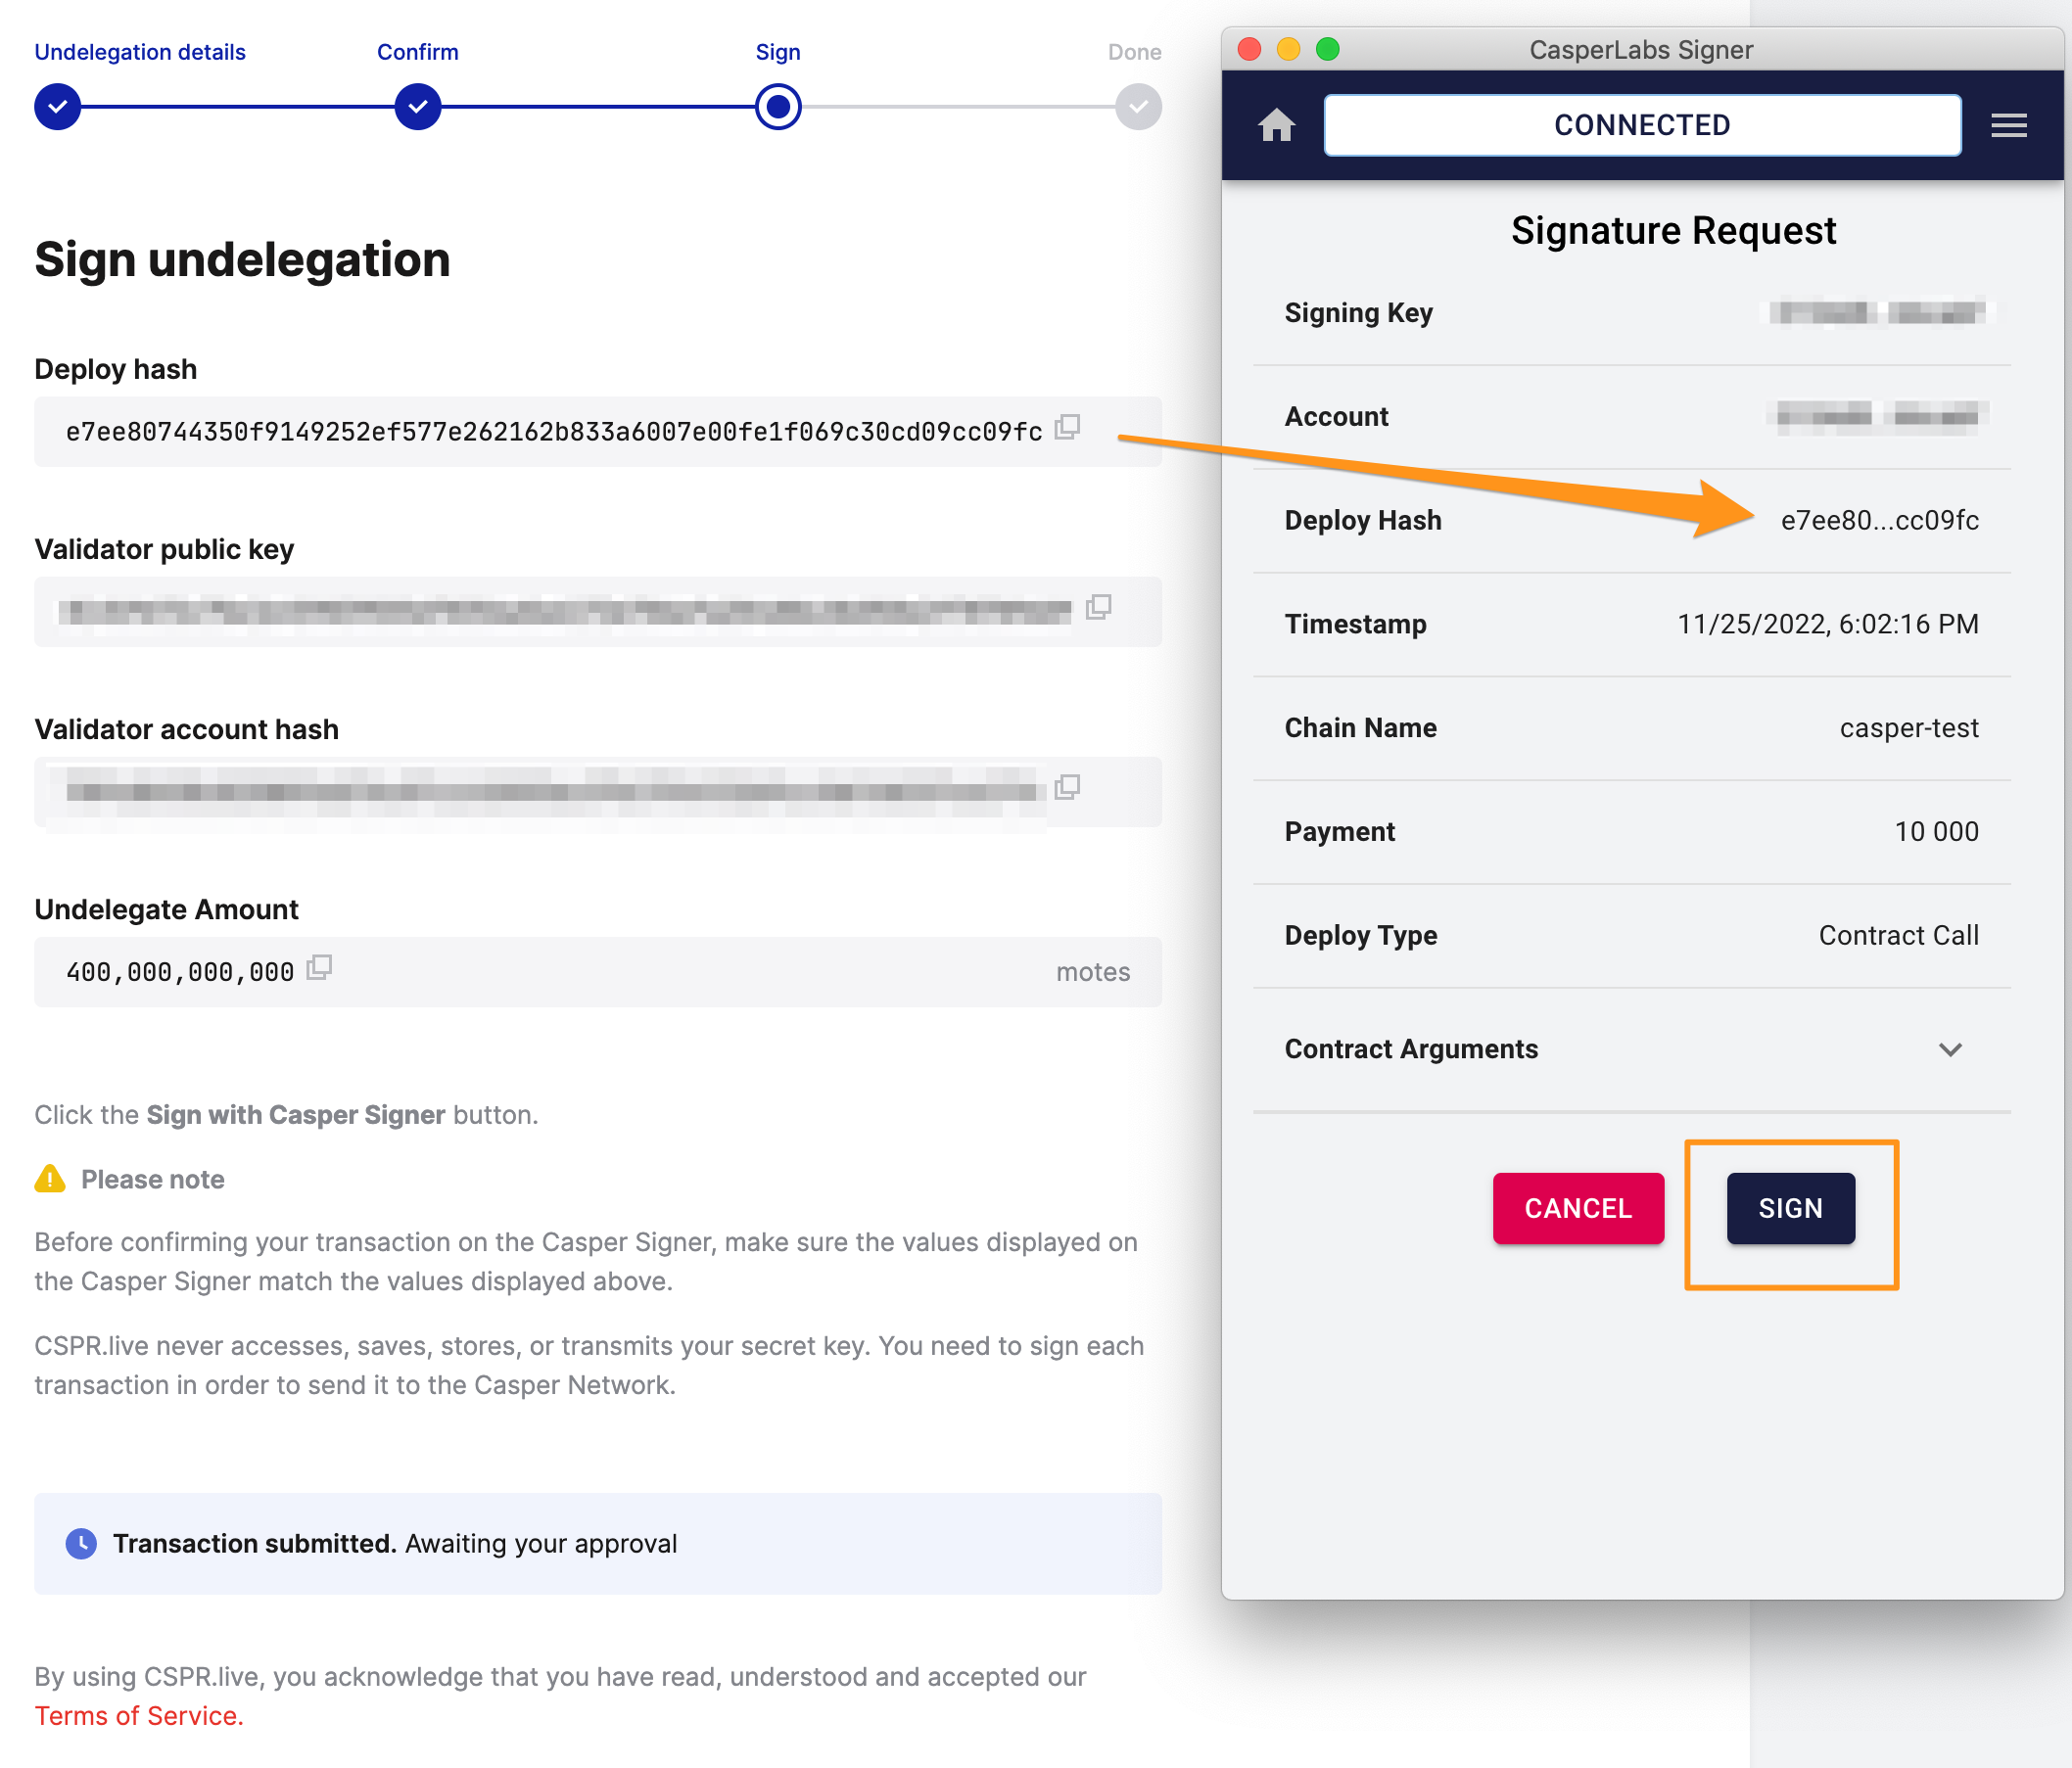 Undelegation details
Confirm
Sign
Done
Sign undelegation
Deploy hash
e7ee80744350f9149252ef577e262162b833a6007e00fe1f069c30cd09cc09fc
Validator public key
Validator account hash
Undelegate Amount
400,000,000,000
motes
Click the Sign with Casper Signer button.
Please note
Before confirming your transaction on the Casper Signer, make sure the values displayed on
the Casper Signer match the values displayed above.
CSPR.live never accesses, saves, stores, or transmits your secret key. You need to sign each
transaction in order to send it to the Casper Network.
Transaction submitted. Awaiting your approval
By using CSPR.live, you acknowledge that you have read, understood and accepted our
Terms of Service.
CasperLabs Signer
CONNECTED
Signature Request
Signing Key
Account
Deploy Hash
e7ee80...cc09fc
Timestamp
11/25/2022, 6:02:16 PM
Chain Name
casper-test
Payment
10 000
Deploy Type
Contract Call
Contract Arguments
CANCEL
SIGN